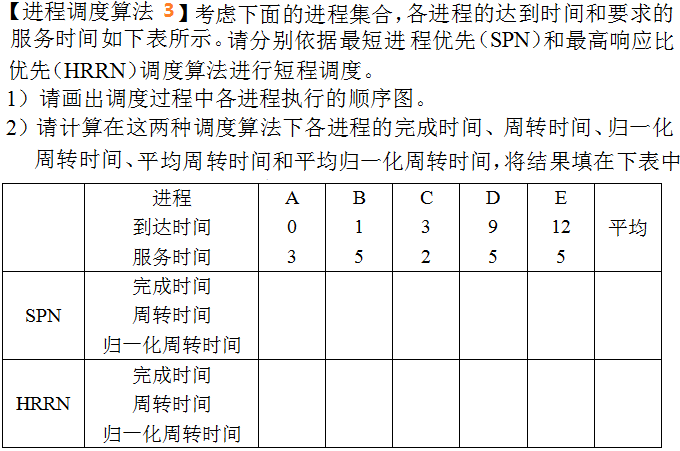 【进程调度算法 3】考虑下面的进程集合，各进程的达到时间和要求的
服务时间如下表所示。请分别依据最短进程优先（SPN）和最高响应比
优先（HRRN）调度算法进行短程调度。
1）请画出调度过程中各进程执行的顺序图。
2）请计算在这两种调度算法下各进程的完成时间、周转时间、归一化
周转时间、平均周转时间和平均归一化周转时间，将结果填在下表中
进程 A B C D E
到达时间 0 1 3 9 12 平均
服务时间 3 5 2 5 5
完成时间
SPN 周转时间
归一化周转时间
完成时间
HRRN 周转时间
归一化周转时间